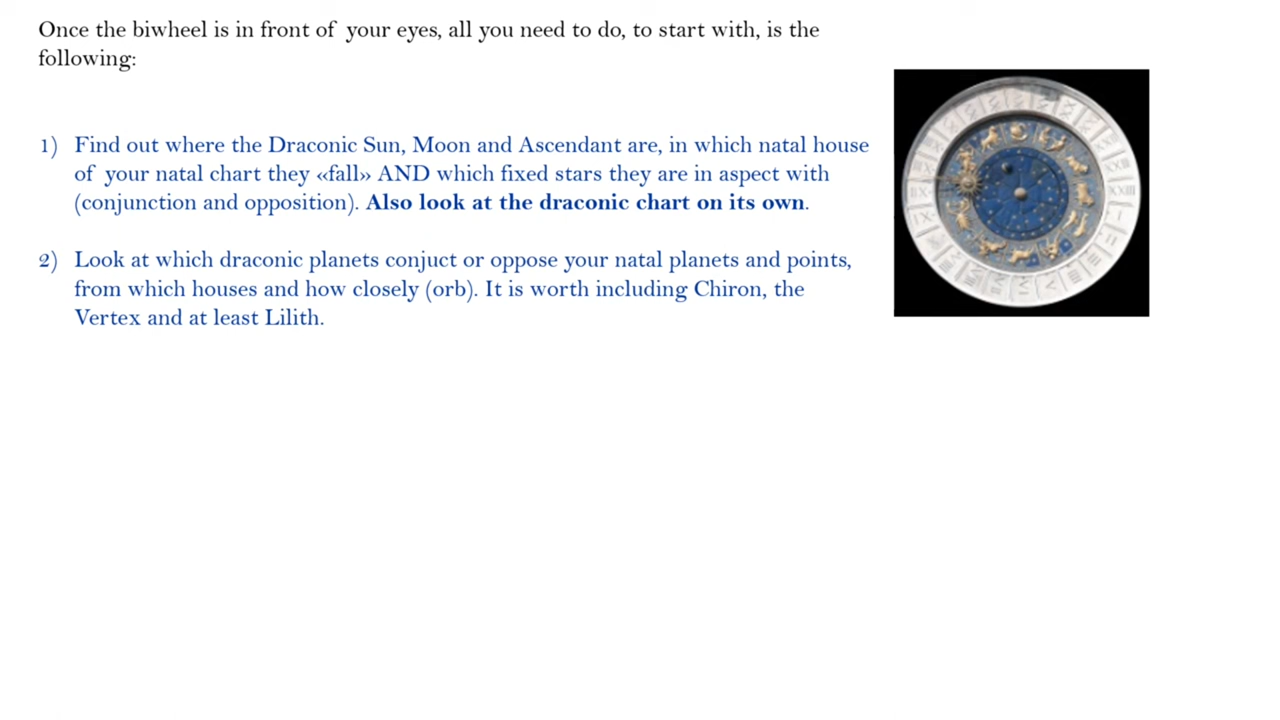 Once the biwheel is in front of your eyes, all you need to do, to start with, is the
following:
1) Find out where the Draconic Sun, Moon and Ascendant are, in which natal house
of your natal chart they «fall» AND which fixed stars they are in aspect with
(conjunction and opposition). Also look at the draconic chart on its own.
2) Look at which draconic planets conjuct or oppose your natal planets and points,
from which houses and how closely (orb). It is worth including Chiron, the
Vertex and at least Lilith.